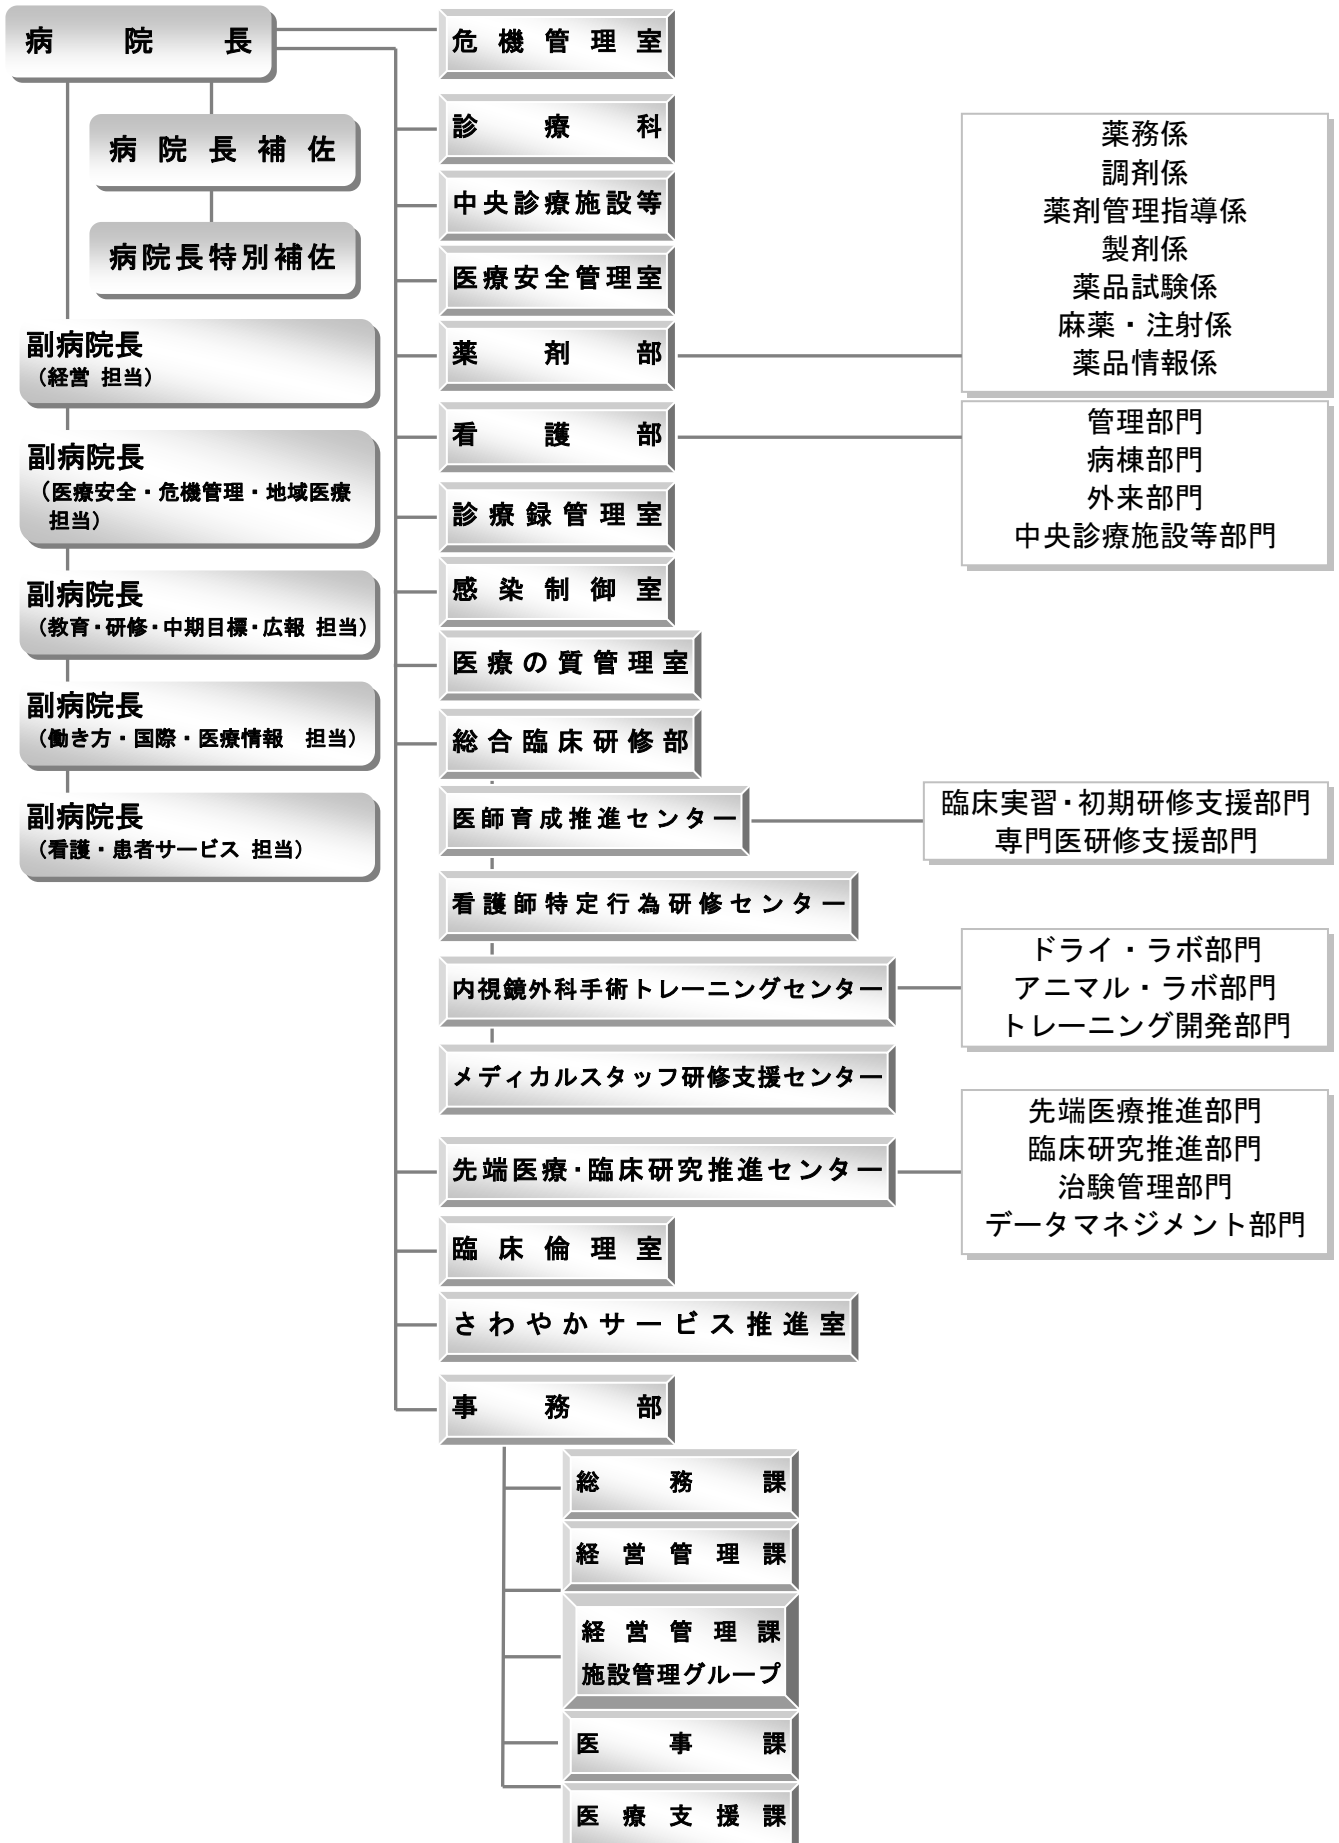 病院長
病院長補佐
病院長特別補佐
副病院長
（経営 担当）
副病院長
（医療安全・危機管理・地域医療
担当）
副病院長
（教育・研修・中期目標・広報 担当）
副病院長
（働き方・国際・医療情報　担当）
副病院長
（看護・患者サービス 担当）
危機管理室
診療科
中央診療施設等
医療安全管理室
薬剤部
薬務係
調剤係
薬剤管理指導係
製剤係
薬品試験係
麻薬・注射係
薬品情報係
看護部
管理部門
病棟部門
外来部門
中央診療施設等部門
診療録管理室
感染制御室
医療の質管理室
総合臨床研修部
医師育成推進センター
臨床実習・初期研修支援部門
専門医研修支援部門
看護師特定行為研修センター
内視鏡外科手術トレーニングセンター
ドライ・ラボ部門
アニマル・ラボ部門
トレーニング開発部門
メディカルスタッフ研修支援センター
先端医療・臨床研究推進センター
先端医療推進部門
臨床研究推進部門
治験管理部門
データマネジメント部門
臨床倫理室
さわやかサービス推進室
事務部
総務課
経営管理課
経営管理課
施設管理グループ
医事課
医療支援課